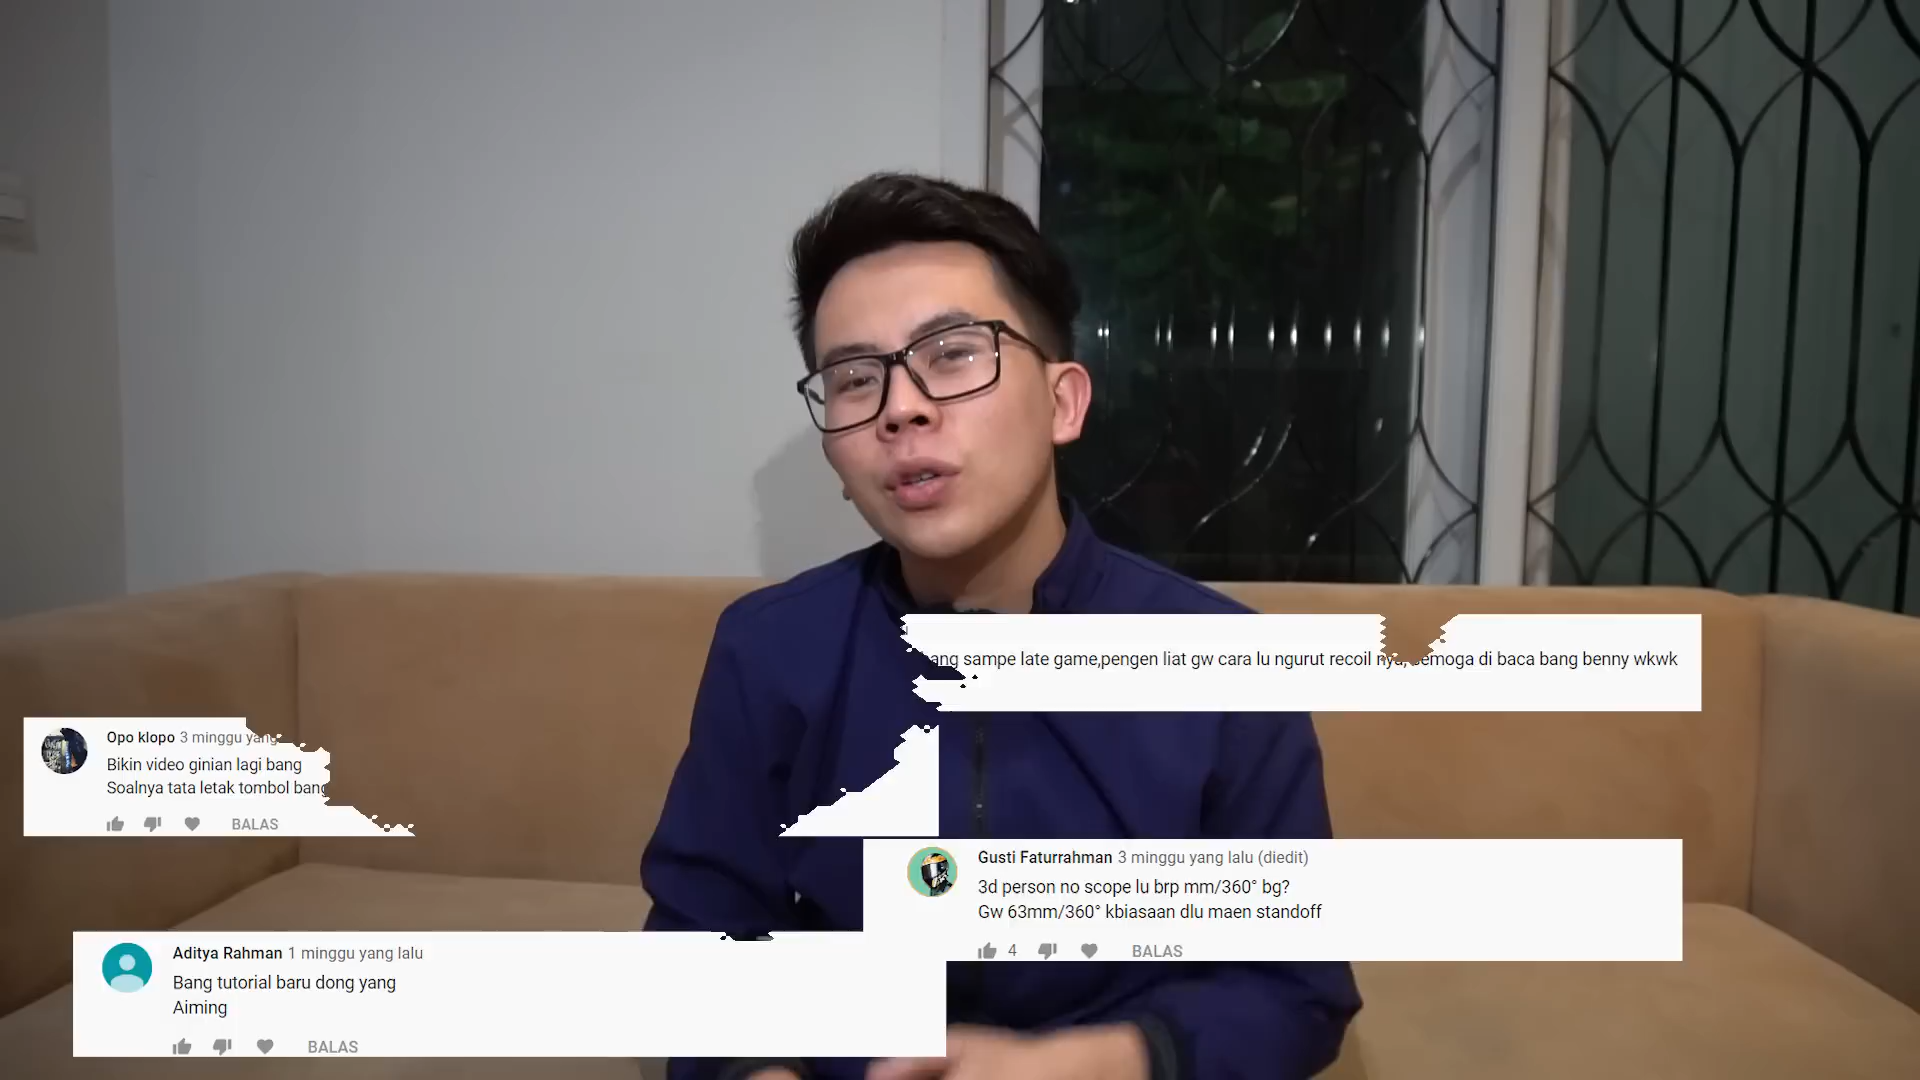 sampe late game,pengen liat gw cara lu ngurut recoil di baca bang benny wkwk
Opo klopo 3 minggu
Bikin video ginian lagi bang
Soalnya tata letak tombol bang
BALAS
Gusti Faturrahman 3 minggu yang lalu (diedit)
3d person no scope lu brp mm/360° bg?
Gw 63mm/360° kbiasaan dlu maen standoff
4 BALAS
Aditya Rahman 1 minggu yang lalu
Bang tutorial baru dong yang
Aiming
BALAS